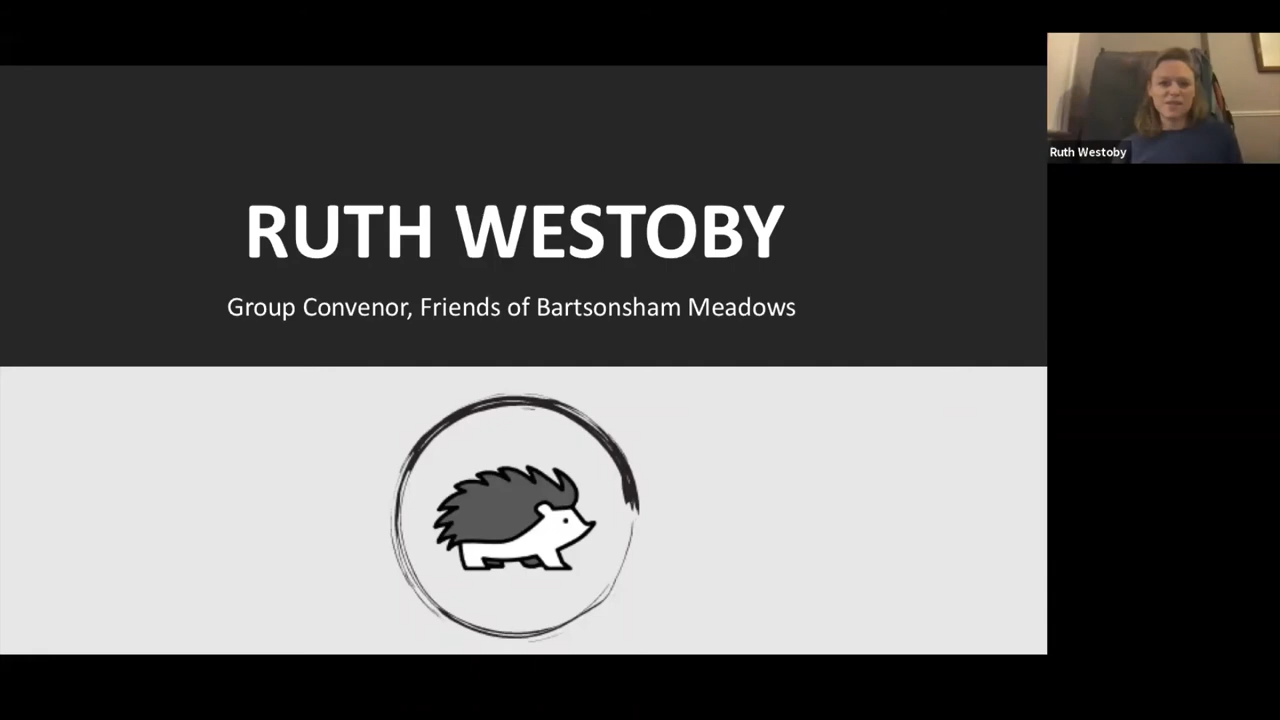 RUTH WESTOBY
Group Convenor, Friends of Bartsonsham Meadows
Ruth Westoby